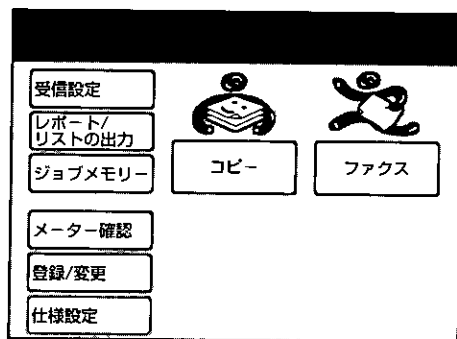 受信設定
レポート/
リストの出力
ジョブメモリー
コピー
ファクス
メーター確認
登録/変更
仕様設定